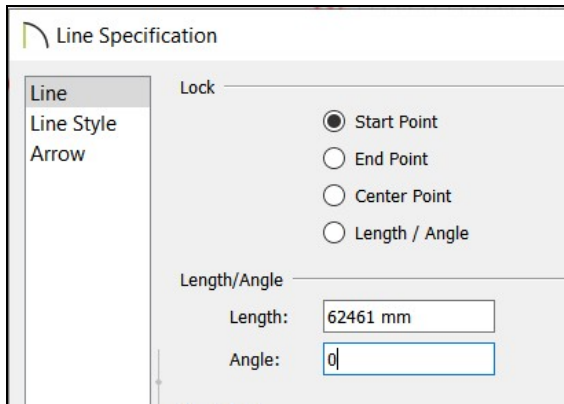 Line Specification
Line
Line Style
Arrow
Lock
Start Point
End Point
Center Point
Length / Angle
Length/Angle
Length: 62461 mm
Angle: 0